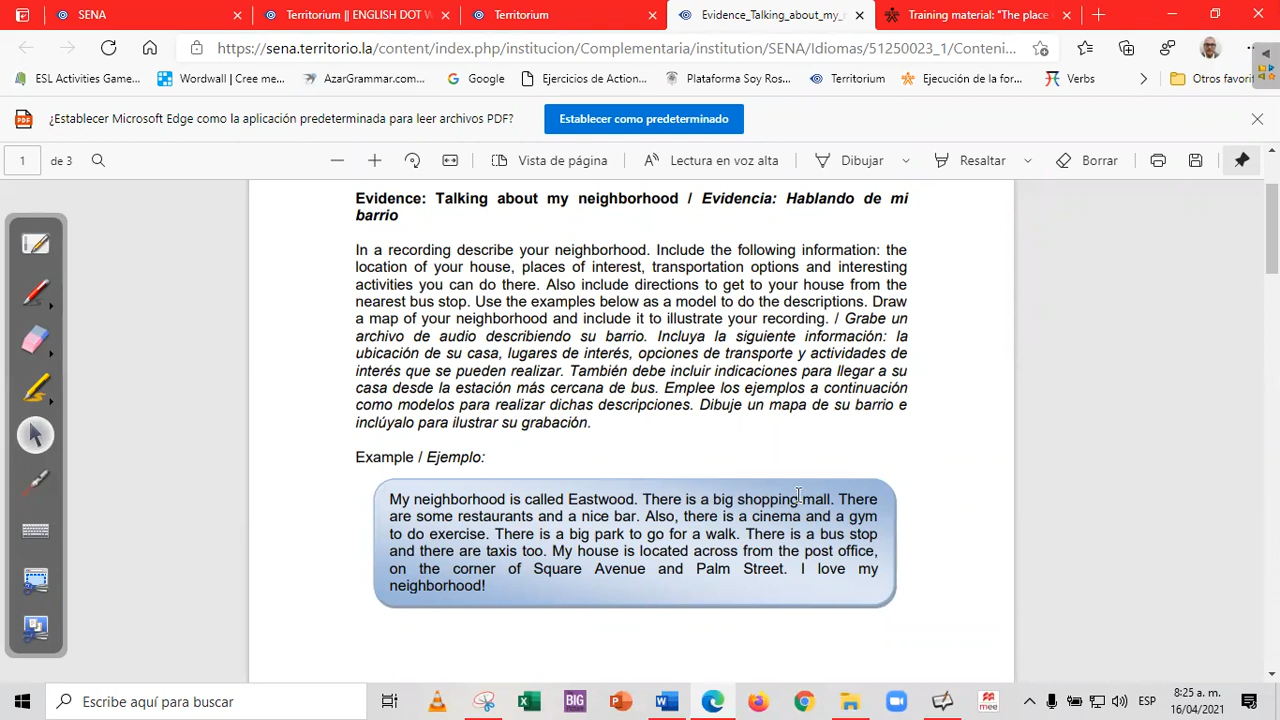 SENA
Territorium || ENGLISH DOT W
Territorium
Evidence_Talking_about_my_r
Training material: "The place
https://sena.territorio.la/content/index.php/institucion/Complementaria/institution/SENA/Idiomas/51250023_1/Conteni...
ESL Activities Game...
Wordwall | Cree me...
AzarGrammar.com...
Google
Ejercicios de Action...
Plataforma Soy Ros...
Territorium
Ejecución de la for...
Verbs
Otros favorit
¿Establecer Microsoft Edge como la aplicación predeterminada para leer archivos PDF?
Establecer como predeterminado
1 de 3
Vista de página
Lectura en voz alta
Dibujar
Resaltar
Borrar
Evidence: Talking about my neighborhood / Evidencia: Hablando de mi
barrio
In a recording describe your neighborhood. Include the following information: the
location of your house, places of interest, transportation options and interesting
activities you can do there. Also include directions to get to your house from the
nearest bus stop. Use the examples below as a model to do the descriptions. Draw
a map of your neighborhood and include it to illustrate your recording. / Grabe un
archivo de audio describiendo su barrio. Incluya la siguiente información: la
ubicación de su casa, lugares de interés, opciones de transporte y actividades de
interés que se pueden realizar. También debe incluir indicaciones para llegar a su
casa desde la estación más cercana de bus. Emplee los ejemplos a continuación
como modelos para realizar dichas descripciones. Dibuje un mapa de su barrio e
inclúyalo para ilustrar su grabación.
Example / Ejemplo:
My neighborhood is called Eastwood. There is a big shopping mall. There
are some restaurants and a nice bar. Also, there is a cinema and a gym
to do exercise. There is a big park to go for a walk. There is a bus stop
and there are taxis too. My house is located across from the post office,
on the corner of Square Avenue and Palm Street. I love my
neighborhood!
Escribe aquí para buscar
BIG
mee
ESP
8:25 a. m.
16/04/2021